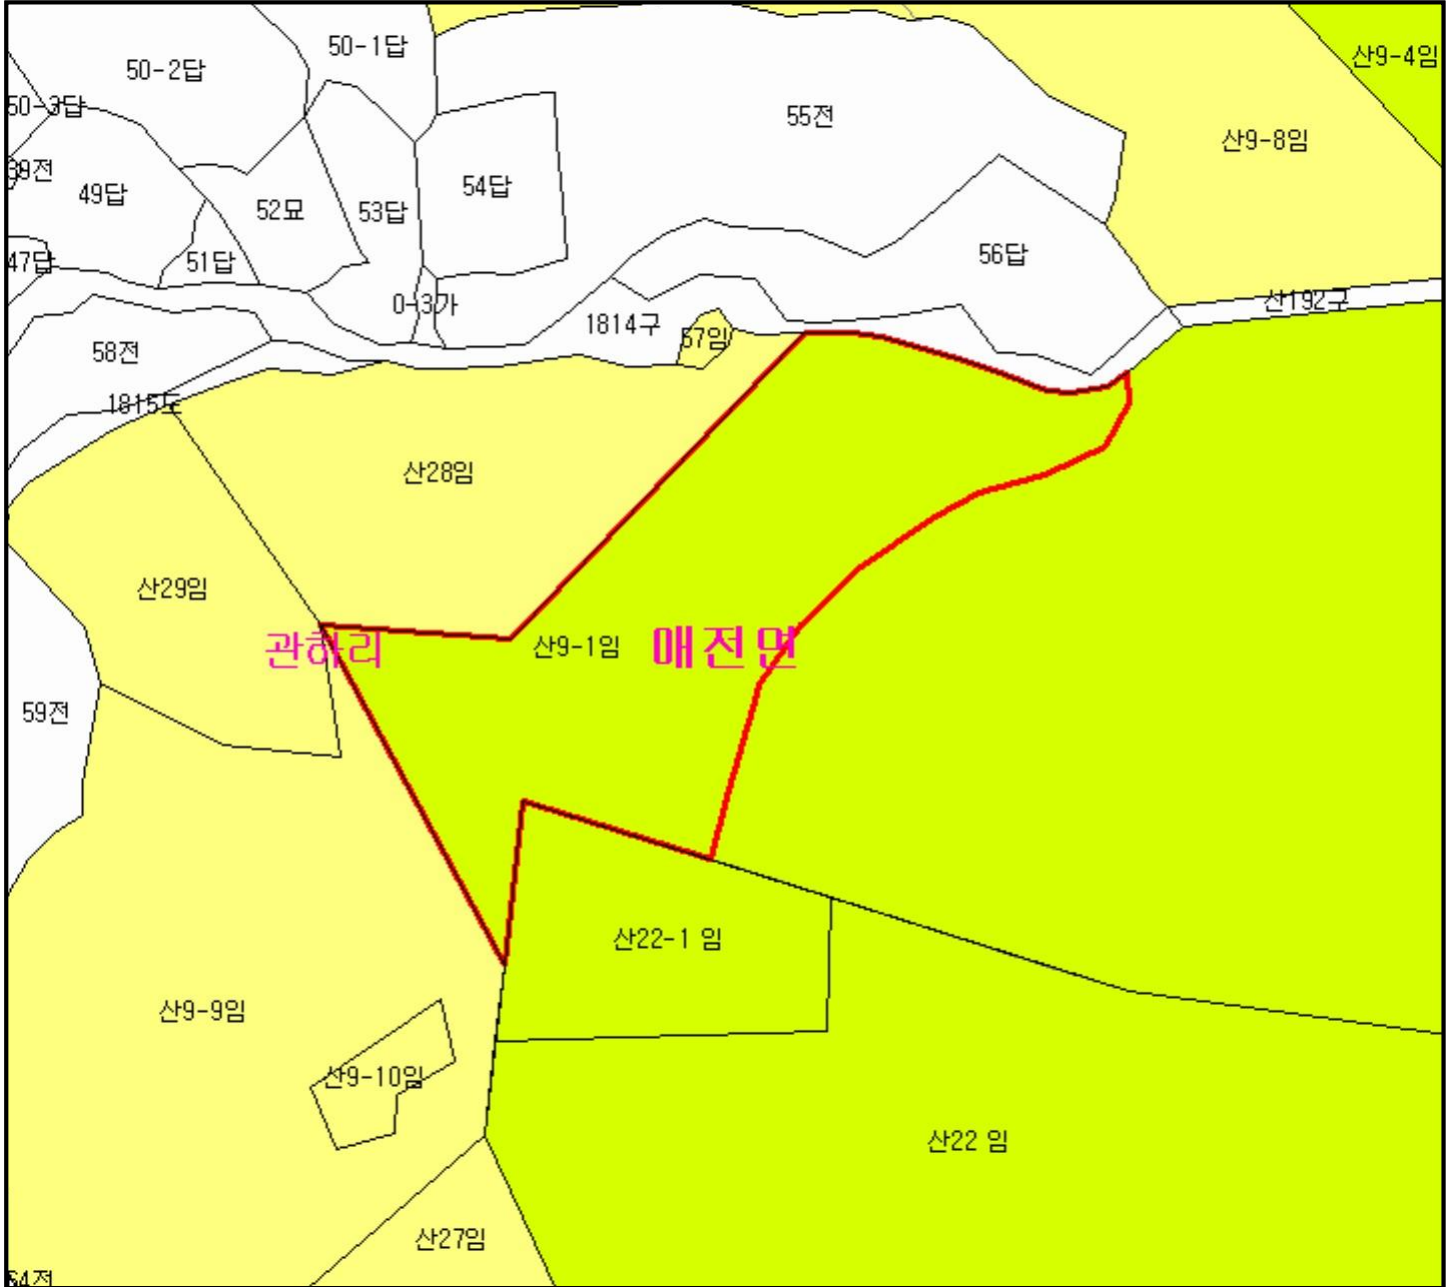 50-1답
산9-4임
50-2답
50-3답
55전
산9-8임
39전
54답
49답
52묘
53답
56답
47답
51답
산192구
0-3가
1814구
57임
58전
1815도
산28임
산29임
관하리
산9-1임
매전면
59전
산22-1 임
산9-9임
산9-10임
산22 임
산27임
64전